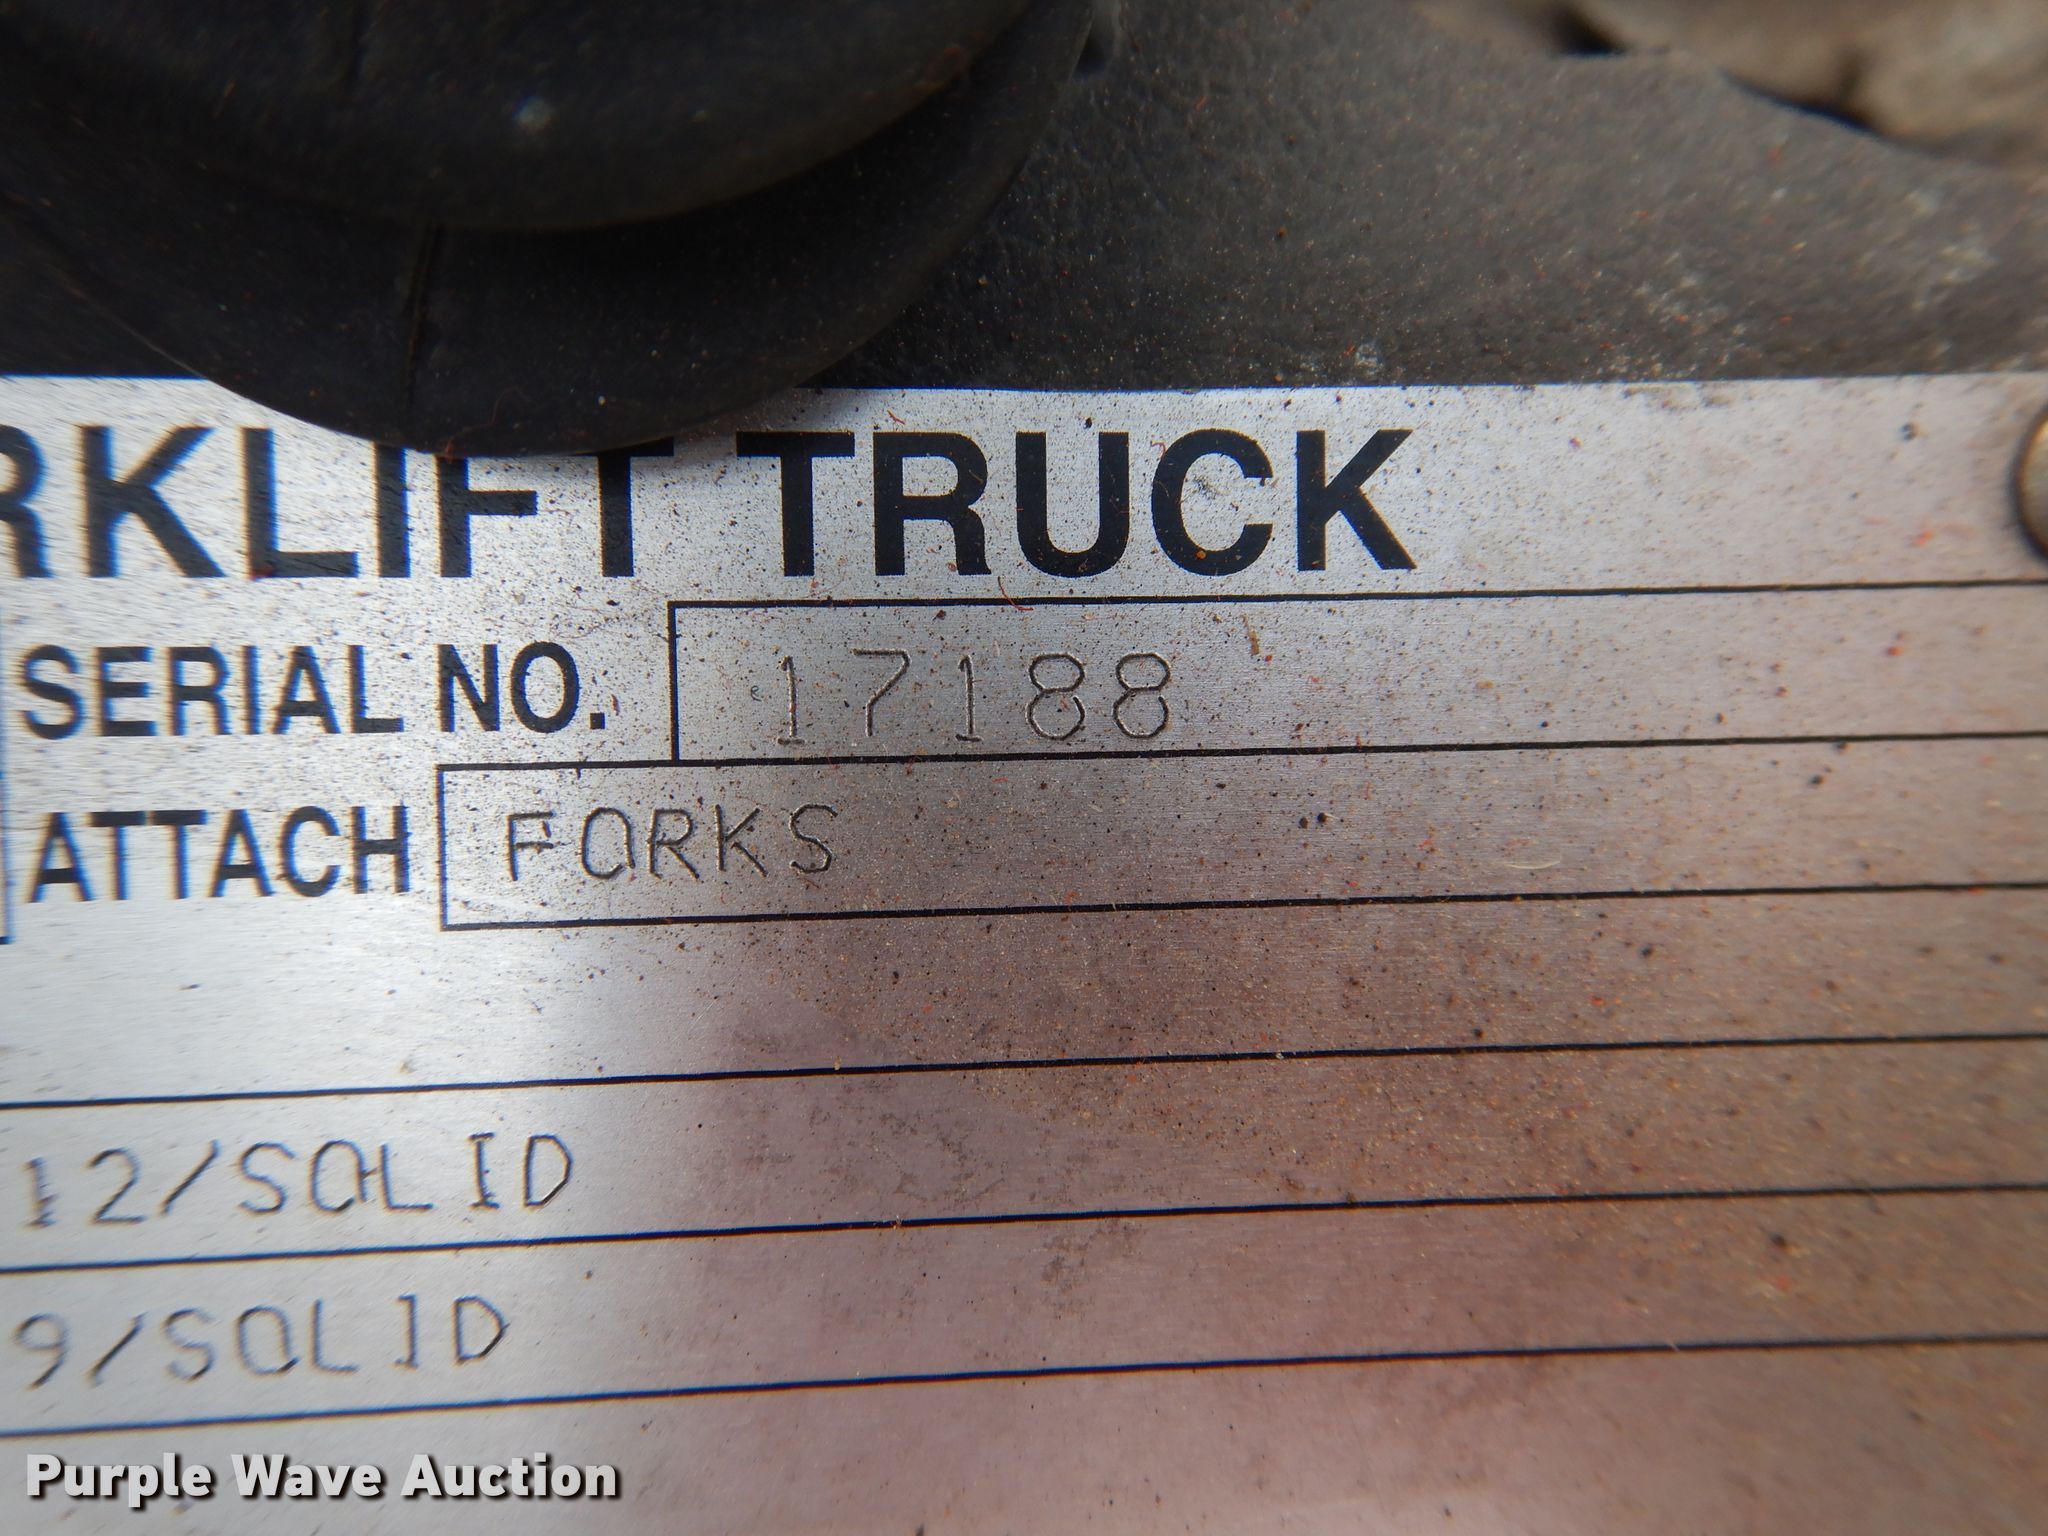 RKLIFT TRUCK
SERIAL NO. 17188
ATTACH FORKS
12/SOLID
9/SOLID
Purple Wave Auction